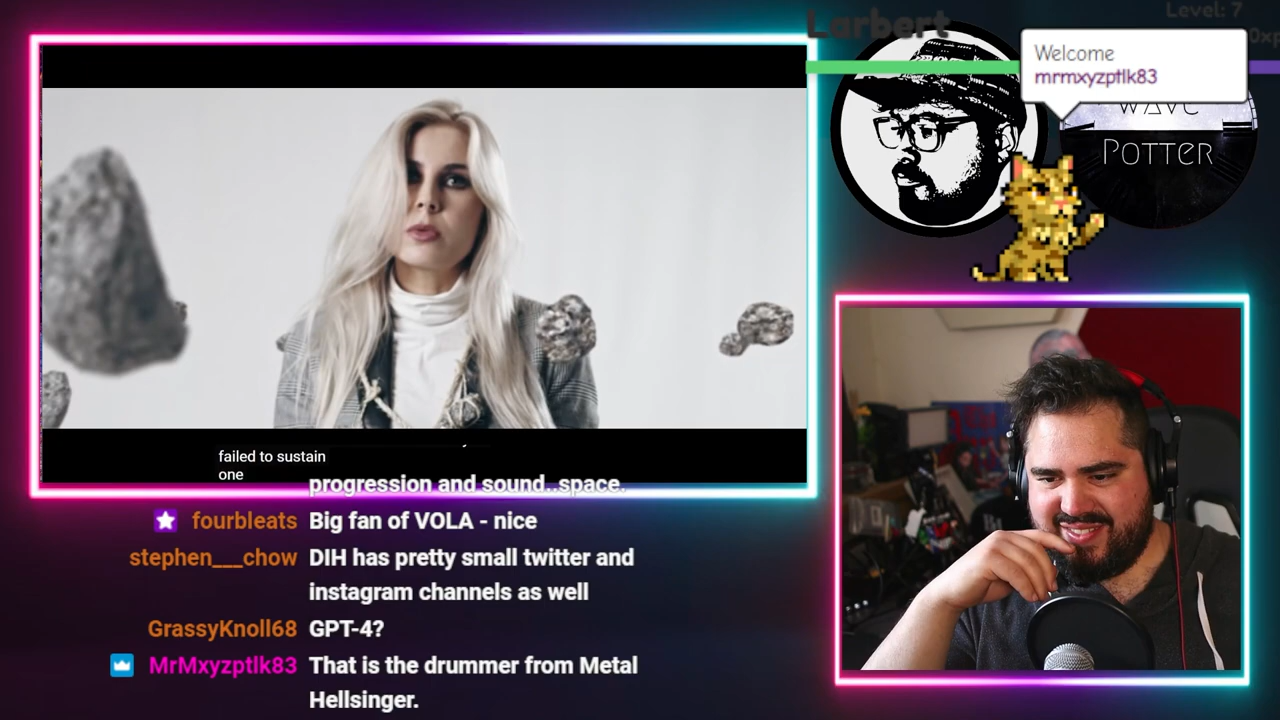 Larbert
Level: 7
0xp
Welcome
mrmxyzptlk83
WAVE
POTTER
failed to sustain
one
progression and sound..space.
fourbleats Big fan of VOLA - nice
stephen___chow DIH has pretty small twitter and
instagram channels as well
GrassyKnoll68 GPT-4?
MrMxyzptlk83 That is the drummer from Metal
Hellsinger.